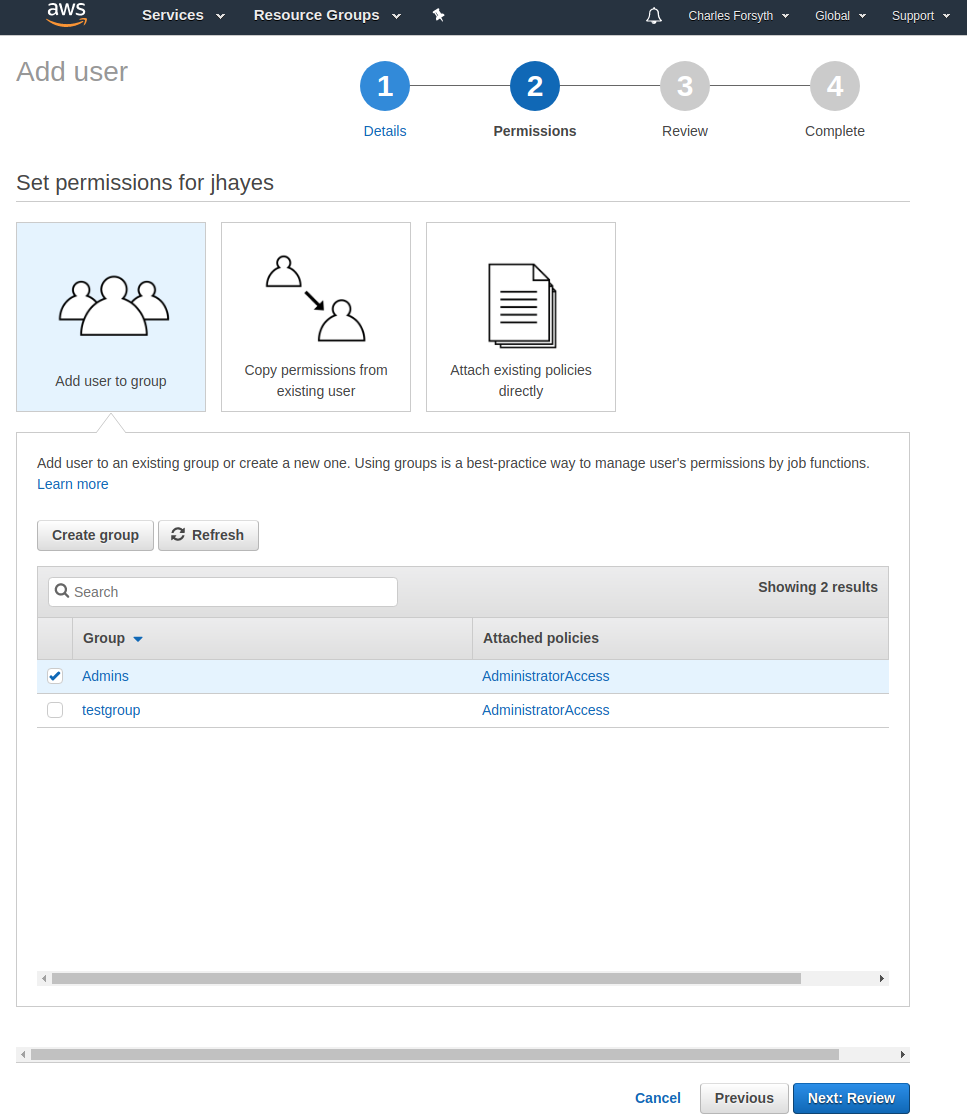 aws Services Resource Groups Charles Forsyth Global Support
Add user
1 2 3 4
Details Permissions Review Complete
Set permissions for jhayes
Add user to group
Copy permissions from
existing user
Attach existing policies
directly
Add user to an existing group or create a new one. Using groups is a best-practice way to manage user's permissions by job functions.
Learn more
Create group Refresh
Search Showing 2 results
Group Attached policies
Admins AdministratorAccess
testgroup AdministratorAccess
Cancel Previous Next: Review